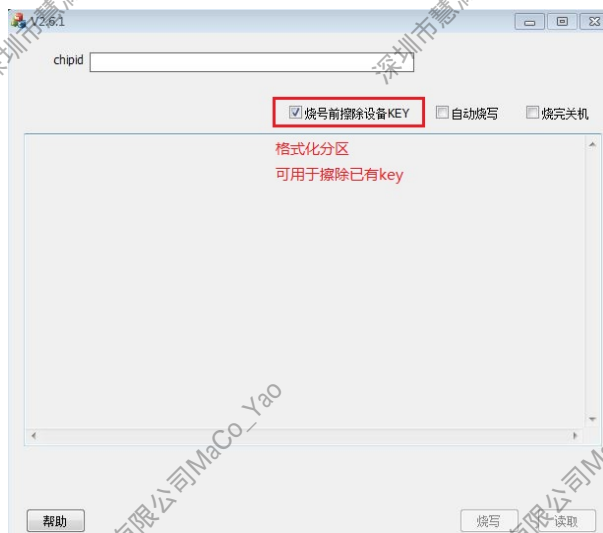 V2.6.1
chipid
烧号前擦除设备KEY
自动烧写
烧完关机
格式化分区
可用于擦除已有key
帮助
烧写
读取
深圳市慧
深圳市慧
有限公司MaCo_Yao
有限公司M